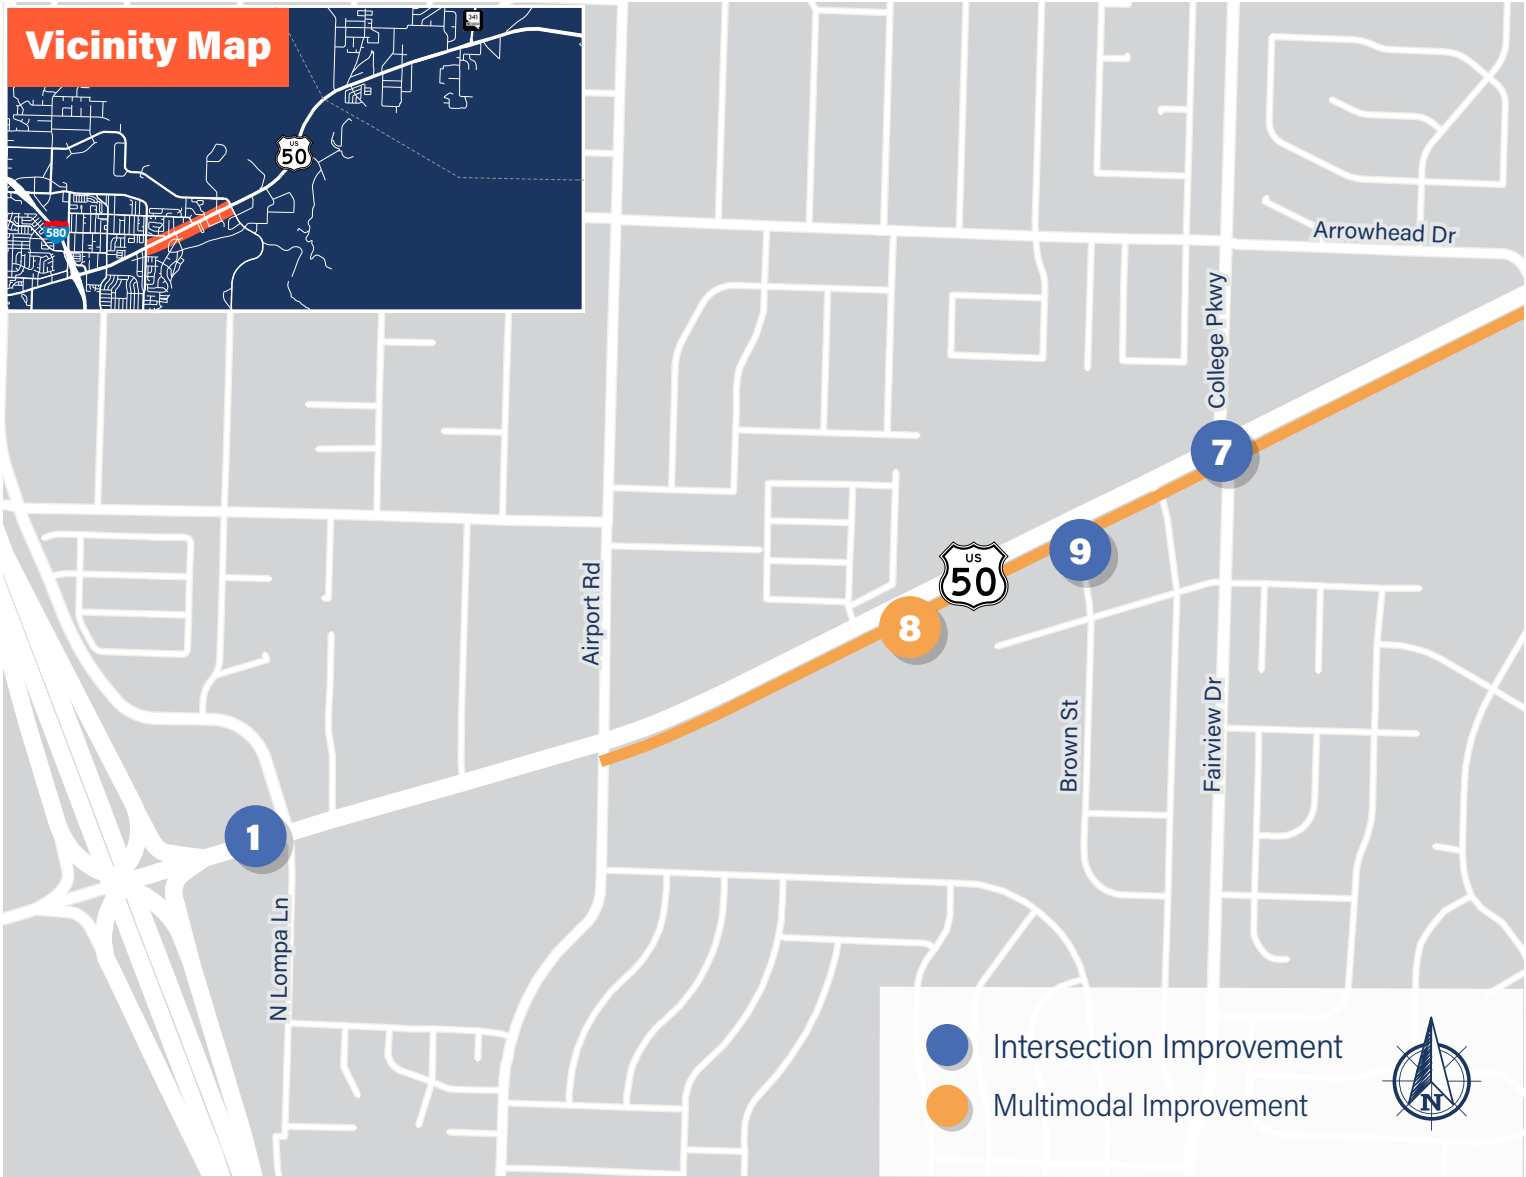 Vicinity Map
341
US
50
580
Arrowhead Dr
College Pkwy
7
9
US
50
8
Airport Rd
Brown St
Fairview Dr
1
N Lompa Ln
Intersection Improvement
Multimodal Improvement
N